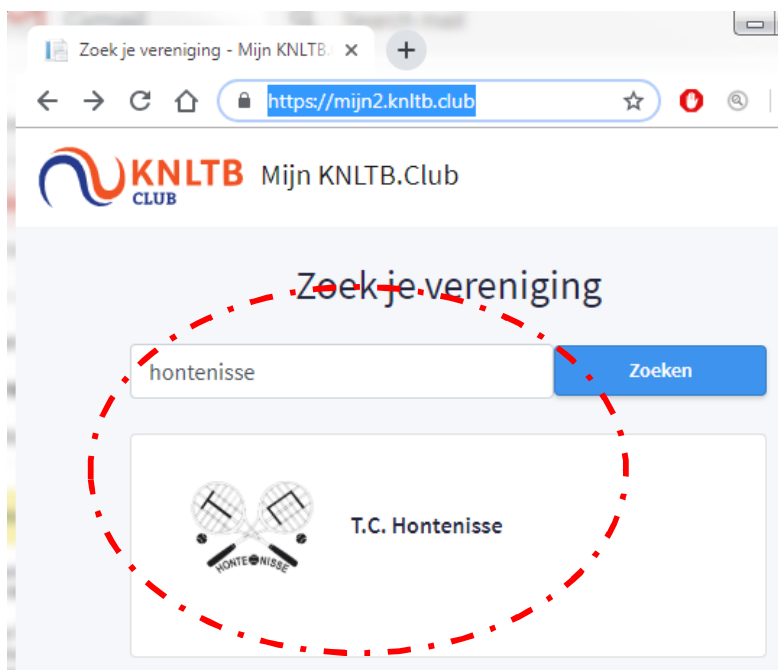 Zoek je vereniging - Mijn KNLTB.
https://mijn2.knltb.club
KNLTB
CLUB
Mijn KNLTB.Club
Zoek je vereniging
hontenisse
Zoeken
T.C. Hontenisse
HONTENISSE